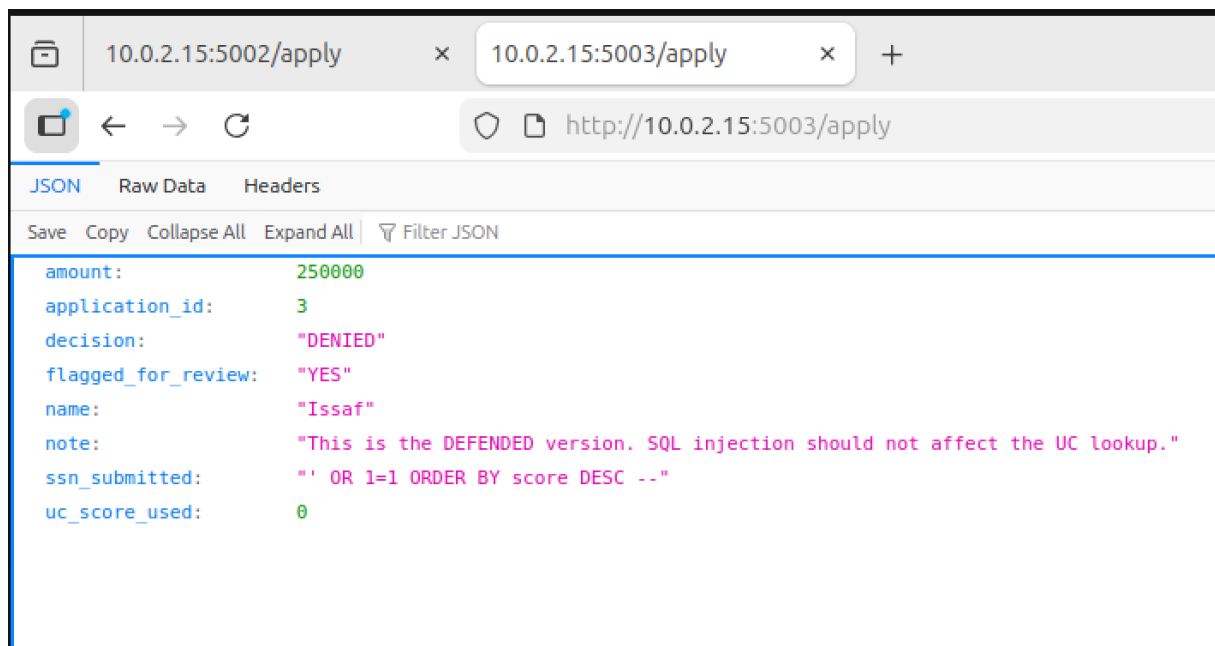 10.0.2.15:5002/apply × 10.0.2.15:5003/apply × +
http://10.0.2.15:5003/apply
JSON Raw Data Headers
Save Copy Collapse All Expand All Filter JSON
amount: 250000
application_id: 3
decision: "DENIED"
flagged_for_review: "YES"
name: "Issaf"
note: "This is the DEFENDED version. SQL injection should not affect the UC lookup."
ssn_submitted: "' OR 1=1 ORDER BY score DESC --"
uc_score_used: 0